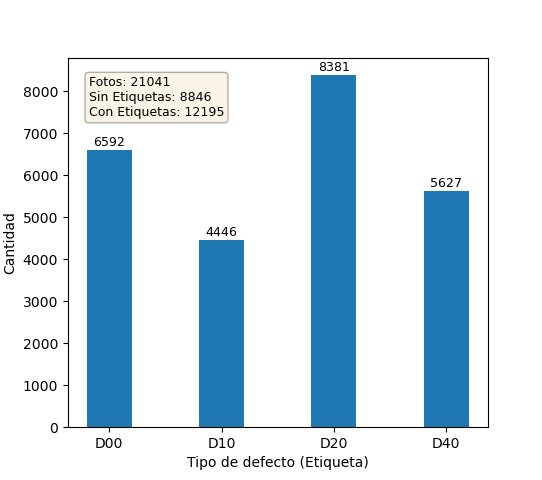 8381
Fotos: 21041
Sin Etiquetas: 8846
Con Etiquetas: 12195
8000
7000
6592
6000
5627
5000
4446
4000
3000
2000
1000
0
Cantidad
D00 D10 D20 D40
Tipo de defecto (Etiqueta)